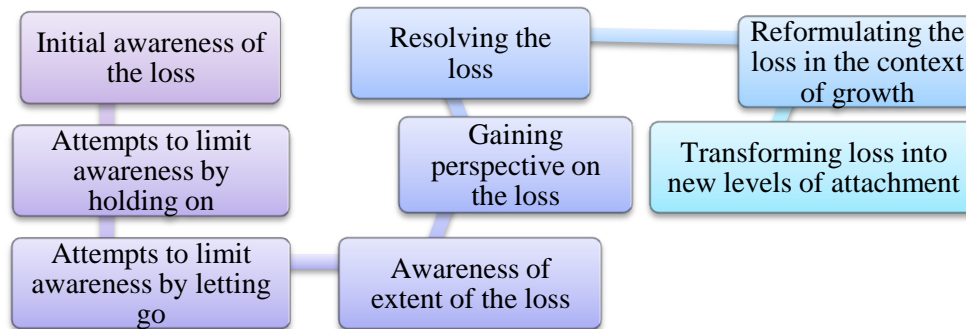 Initial awareness of
the loss
Attempts to limit
awareness by
holding on
Attempts to limit
awareness by letting
go
Awareness of
extent of the loss
Gaining
perspective on
the loss
Resolving the
loss
Reformulating the
loss in the context
of growth
Transforming loss into
new levels of attachment